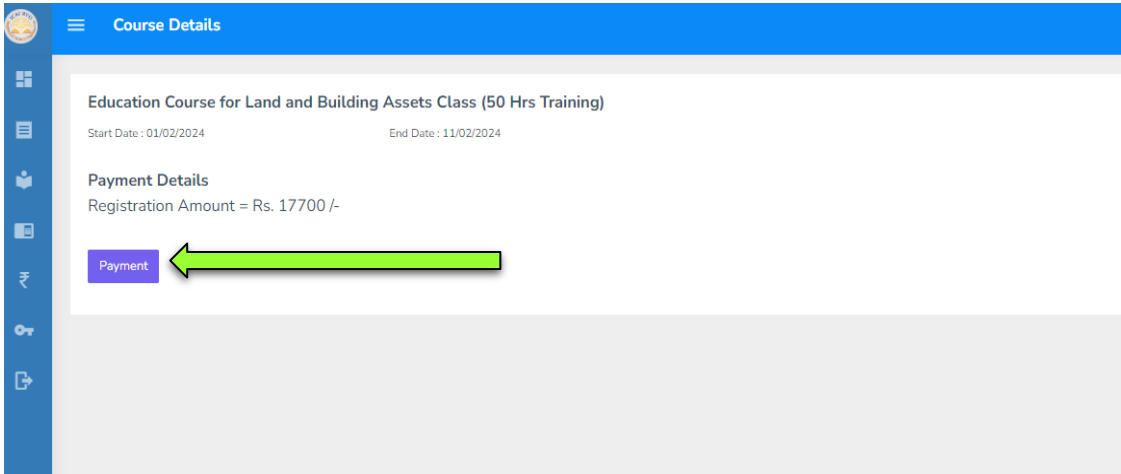 Course Details
Education Course for Land and Building Assets Class (50 Hrs Training)
Start Date : 01/02/2024 End Date : 11/02/2024
Payment Details
Registration Amount = Rs. 17700 /-
Payment
₹